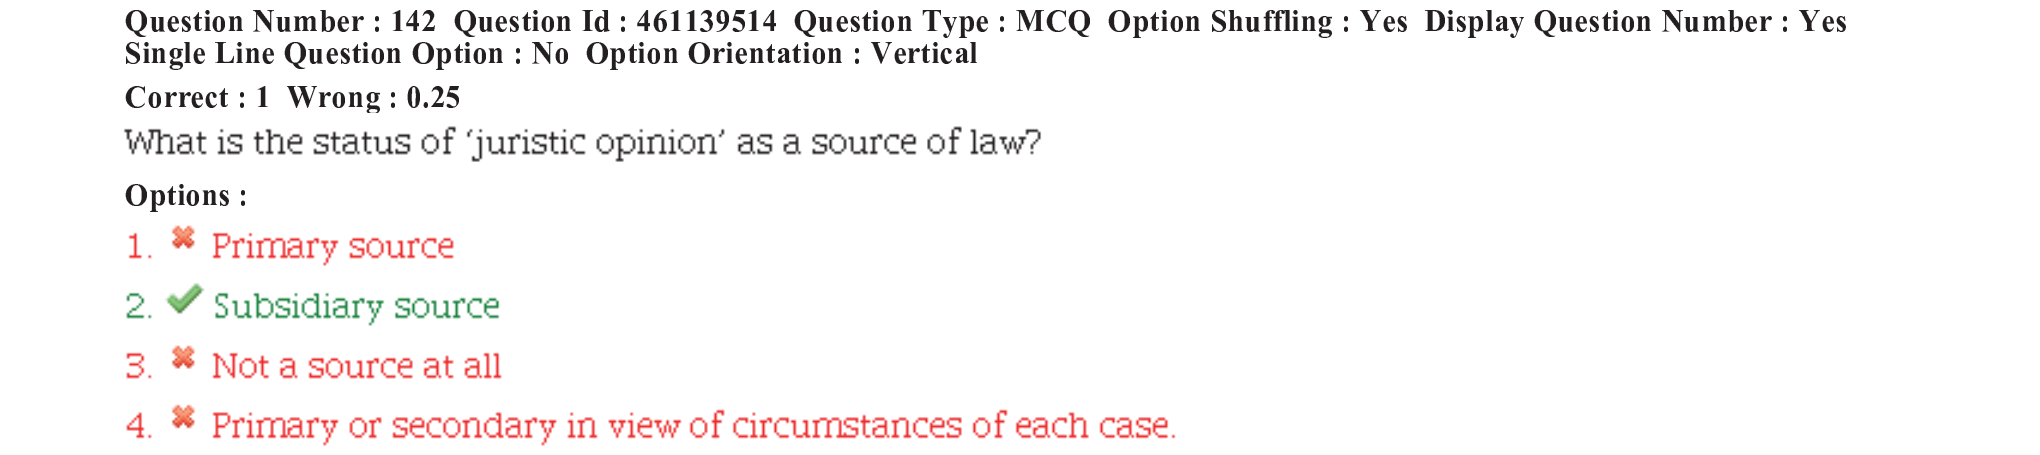 Question Number : 142 Question Id : 461139514 Question Type : MCQ Option Shuffling : Yes Display Question Number : Yes
Single Line Question Option : No Option Orientation : Vertical
Correct : 1 Wrong : 0.25
What is the status of ‘juristic opinion’ as a source of law?
Options :
1. ✖ Primary source
2. ✔ Subsidiary source
3. ✖ Not a source at all
4. ✖ Primary or secondary in view of circumstances of each case.